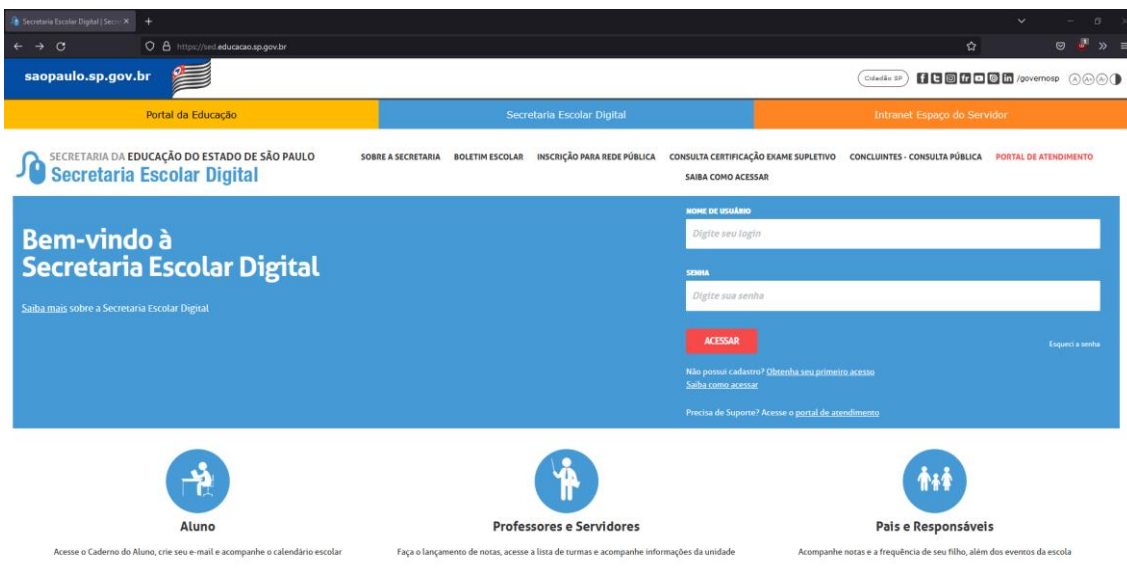 Secretaria Escolar Digital | Secre
https://sed.educacao.sp.gov.br
saopaulo.sp.gov.br
Cidadão SP
/governosp
Portal da Educação
Secretaria Escolar Digital
Intranet Espaço do Servidor
SECRETARIA DA EDUCAÇÃO DO ESTADO DE SÃO PAULO
Secretaria Escolar Digital
SOBRE A SECRETARIA BOLETIM ESCOLAR INSCRIÇÃO PARA REDE PÚBLICA CONSULTA CERTIFICAÇÃO EXAME SUPLETIVO CONCLUINTES - CONSULTA PÚBLICA PORTAL DE ATENDIMENTO
SAIBA COMO ACESSAR
Bem-vindo à
Secretaria Escolar Digital
Saiba mais sobre a Secretaria Escolar Digital
NOME DE USUÁRIO
Digite seu login
SENHA
Digite sua senha
ACESSAR
Esqueci a senha
Não possui cadastro? Obtenha seu primeiro acesso
Saiba como acessar
Precisa de Suporte? Acesse o portal de atendimento
Aluno
Acesse o Caderno do Aluno, crie seu e-mail e acompanhe o calendário escolar
Professores e Servidores
Faça o lançamento de notas, acesse a lista de turmas e acompanhe informações da unidade
Pais e Responsáveis
Acompanhe notas e a frequência de seu filho, além dos eventos da escola